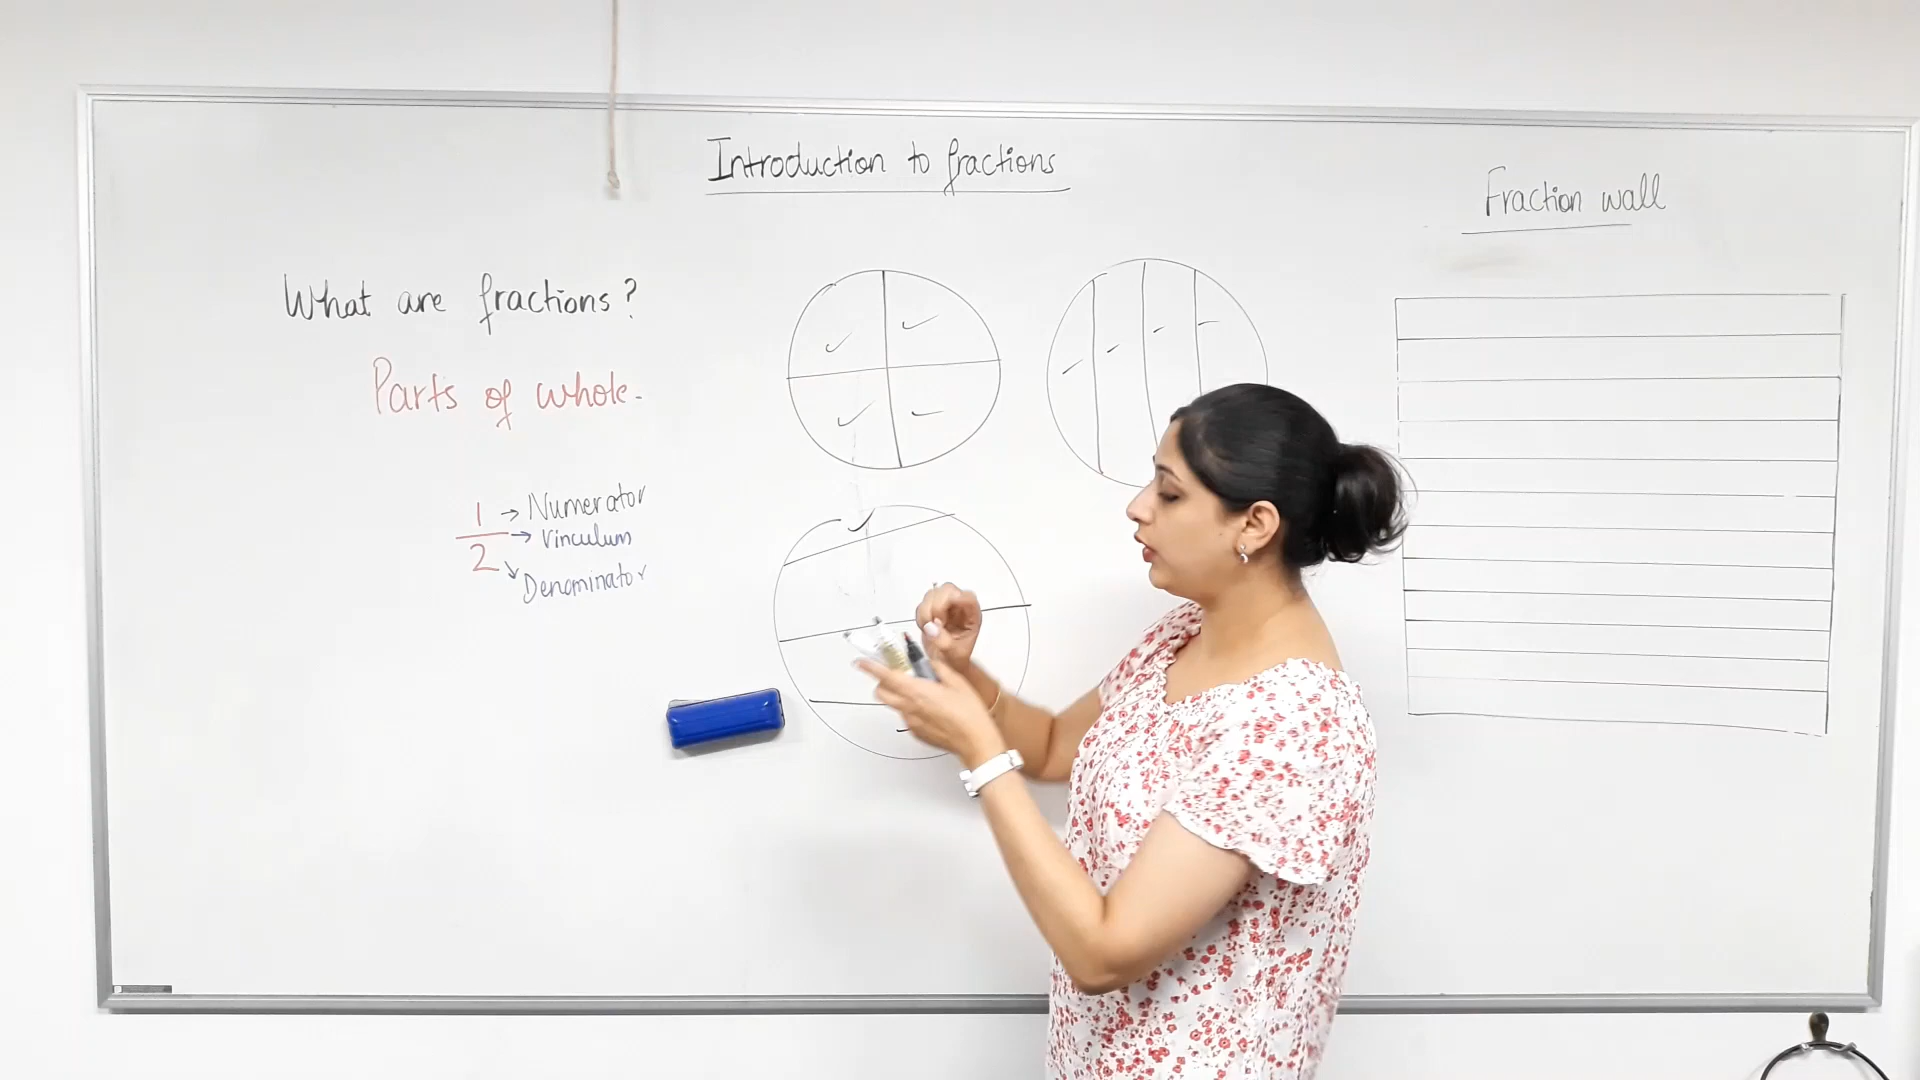 Introduction to fractions
Fraction wall
What are fractions?
Parts of whole.
1 → Numerator
→ Vinculum
2 Denominator